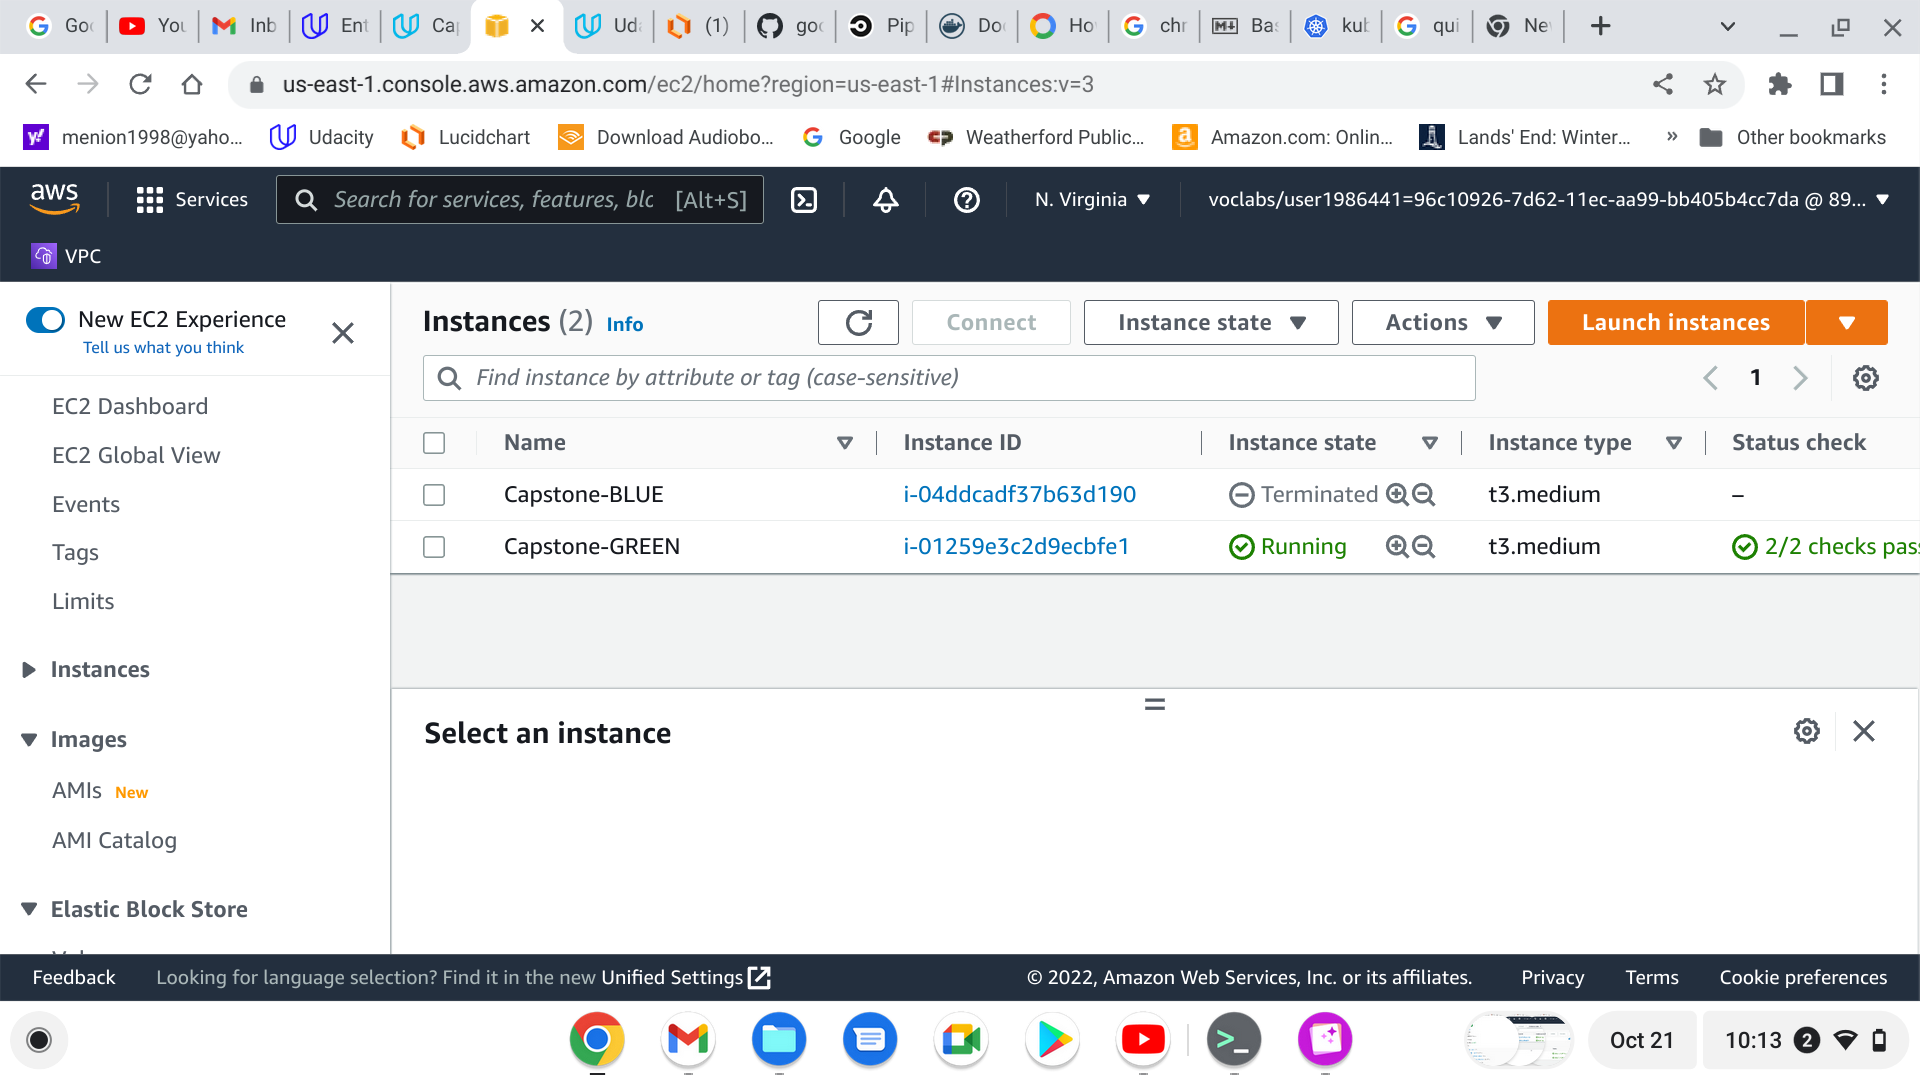 Go
You
Inb
Ent
Cap
Uda
(1)
goo
Pip
Doc
Ho
chr
Bas
kub
qui
Ne
us-east-1.console.aws.amazon.com/ec2/home?region=us-east-1#Instances:v=3
menion1998@yaho... Udacity Lucidchart Download Audiobo... Google Weatherford Public... Amazon.com: Onlin... Lands' End: Winter... » Other bookmarks
aws Services Search for services, features, blo [Alt+S] N. Virginia voclabs/user1986441=96c10926-7d62-11ec-aa99-bb405b4cc7da @ 89...
VPC
New EC2 Experience
Tell us what you think
EC2 Dashboard
EC2 Global View
Events
Tags
Limits
Instances
Images
AMIs New
AMI Catalog
Elastic Block Store
Instances (2) Info Connect Instance state Actions Launch instances
Find instance by attribute or tag (case-sensitive) 1
Name Instance ID Instance state Instance type Status check
Capstone-BLUE i-04ddcadf37b63d190 Terminated t3.medium –
Capstone-GREEN i-01259e3c2d9ecbfe1 Running t3.medium 2/2 checks pas
Select an instance
Feedback Looking for language selection? Find it in the new Unified Settings © 2022, Amazon Web Services, Inc. or its affiliates. Privacy Terms Cookie preferences
Oct 21 10:13 2